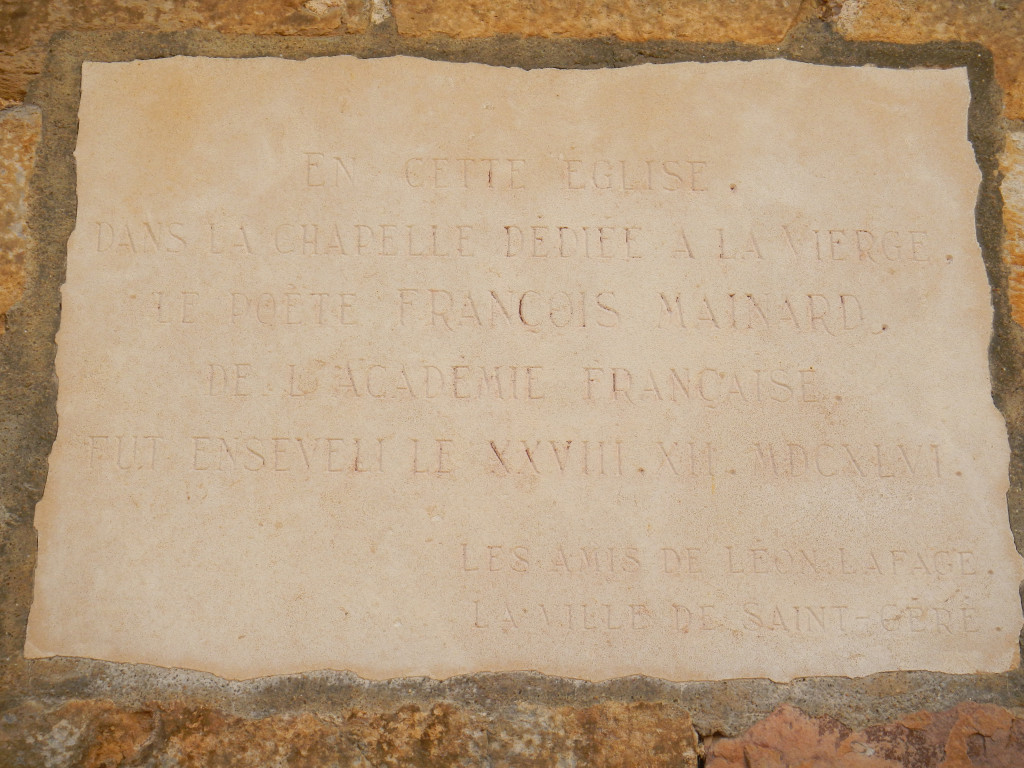 EN CETTE ÉGLISE.
DANS LA CHAPELLE DÉDIÉE A LA VIERGE.
LE POÈTE FRANÇOIS MAINARD.
DE L'ACADÉMIE FRANÇAISE.
FUT ENSEVELI LE XXVIII.XII.MDCXLVI.
LES AMIS DE LÉON LAFAGE.
LA VILLE DE SAINT-CÉRÉ.